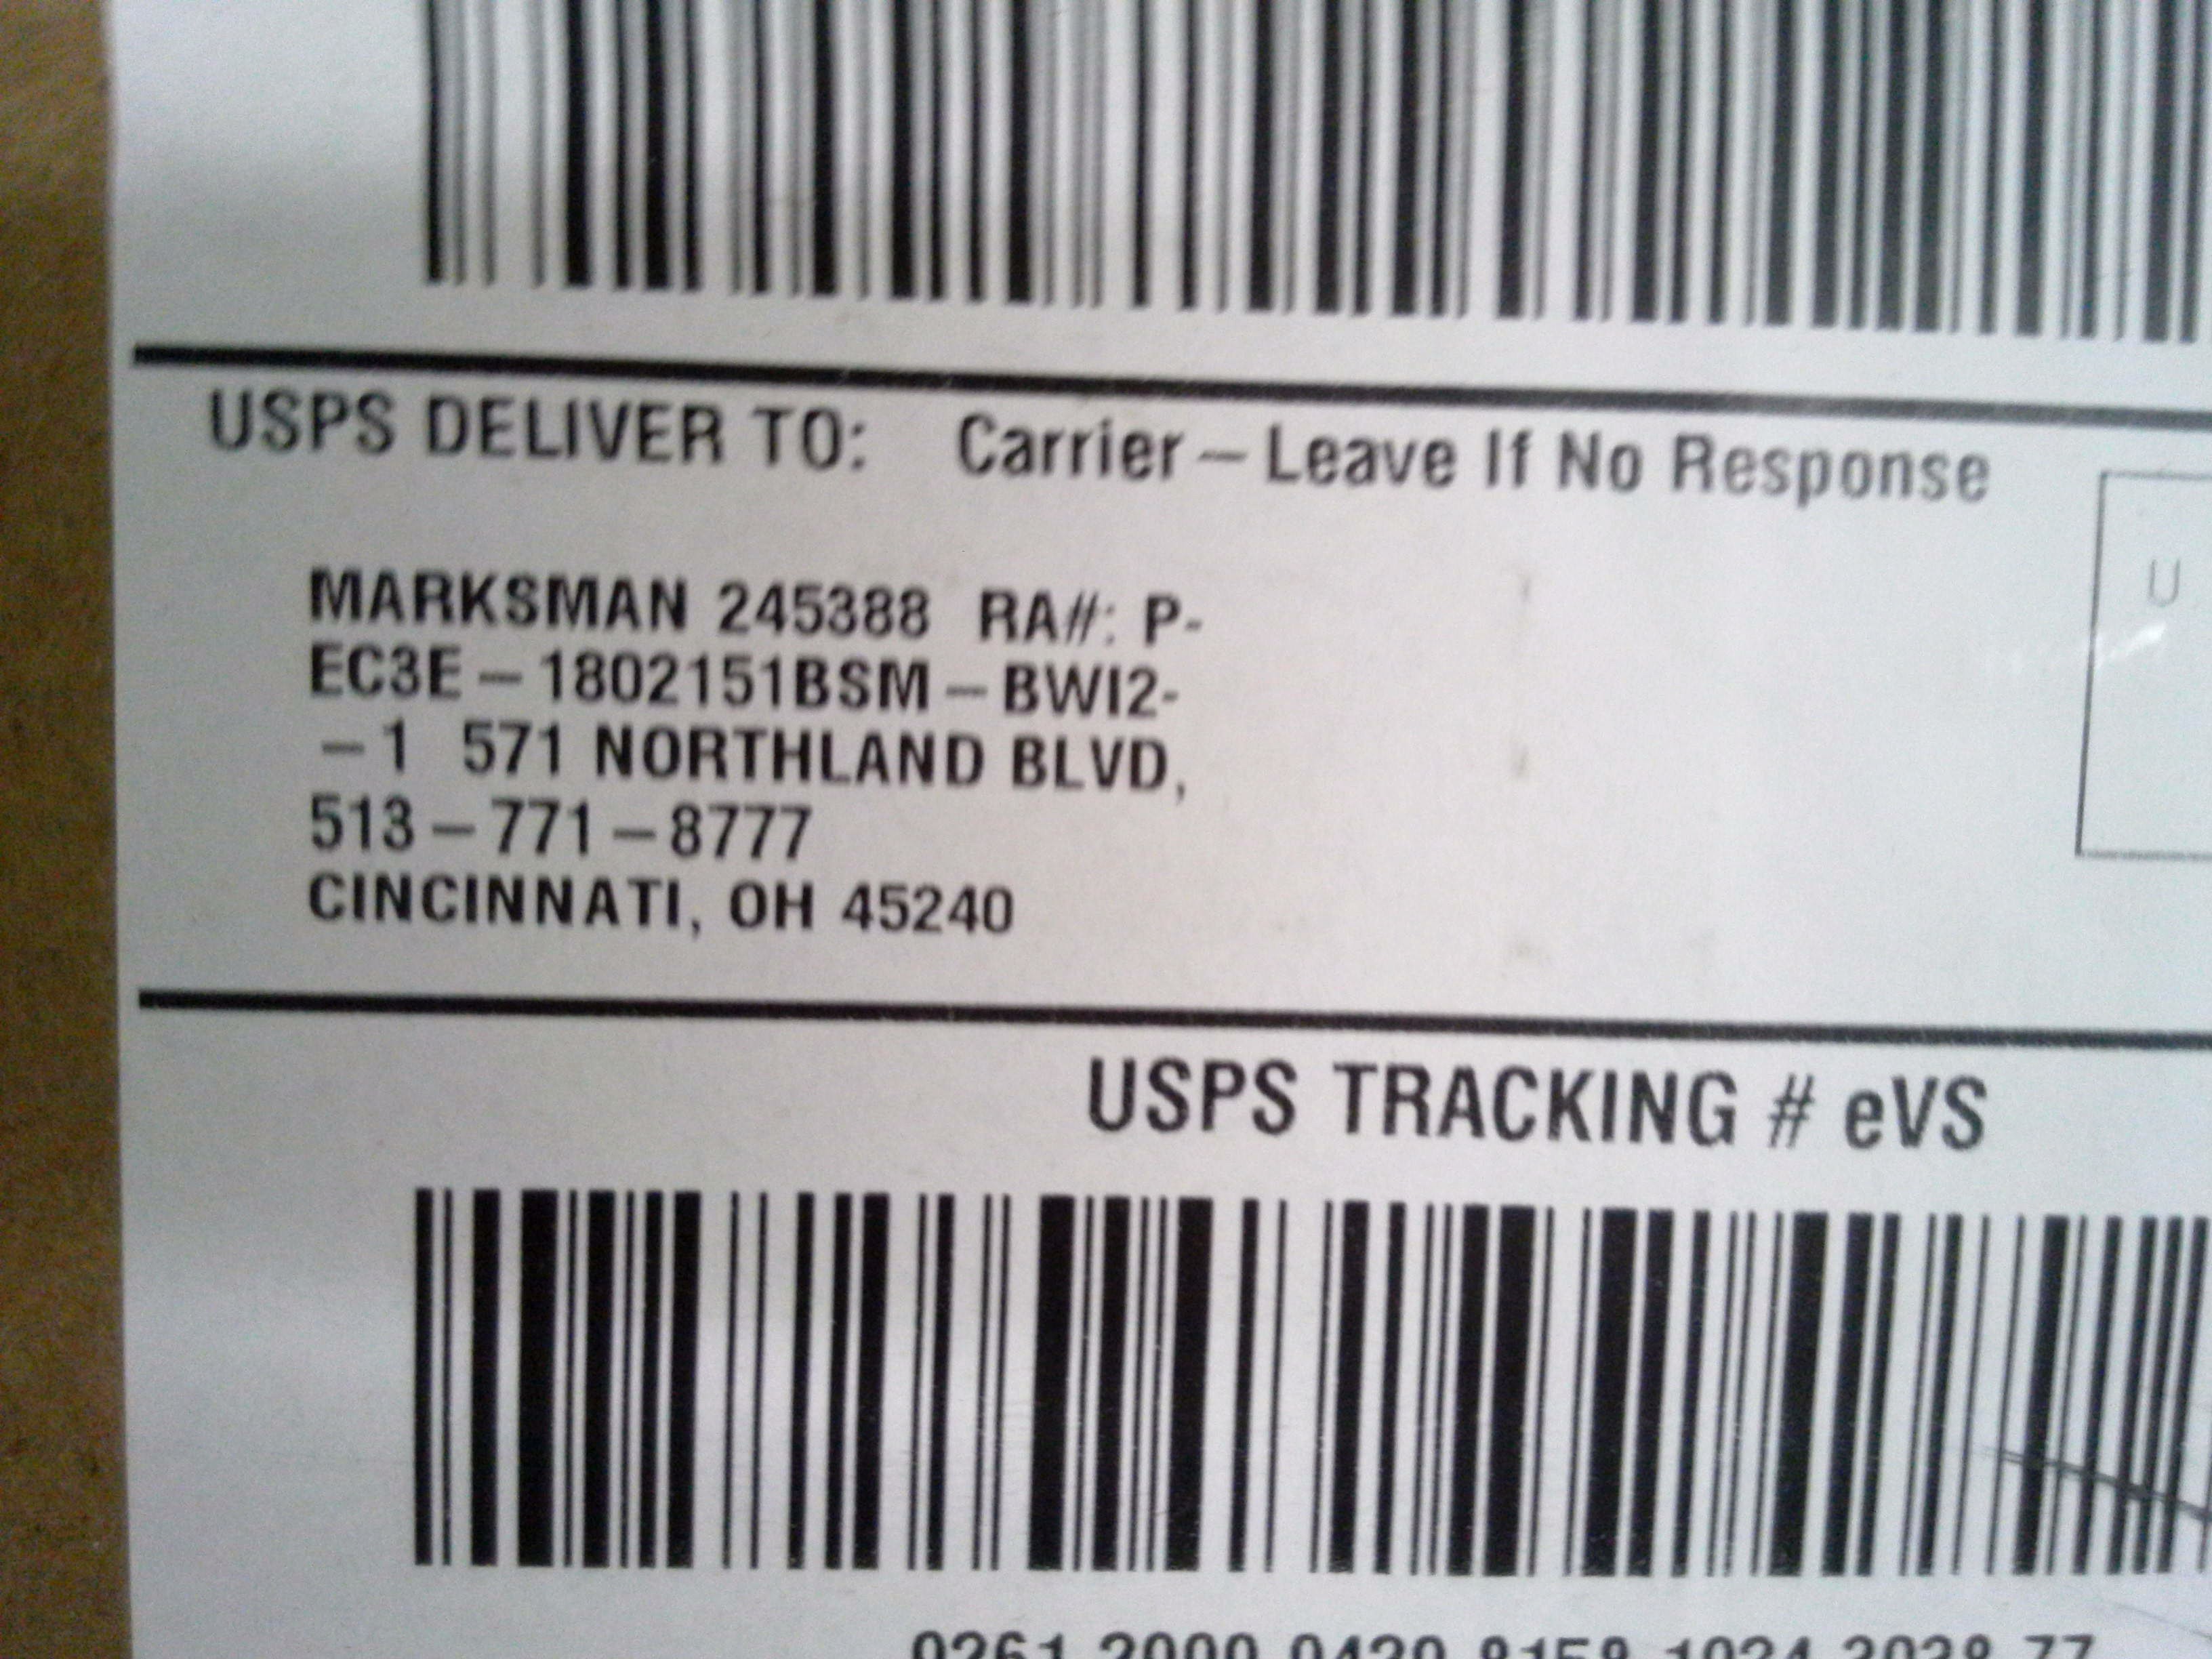 USPS DELIVER TO: Carrier – Leave If No Response
U
MARKSMAN 245388 RA#: P-
EC3E – 1802151BSM – BWI2-
– 1 571 NORTHLAND BLVD,
513 – 771 – 8777
CINCINNATI, OH 45240
USPS TRACKING # eVS